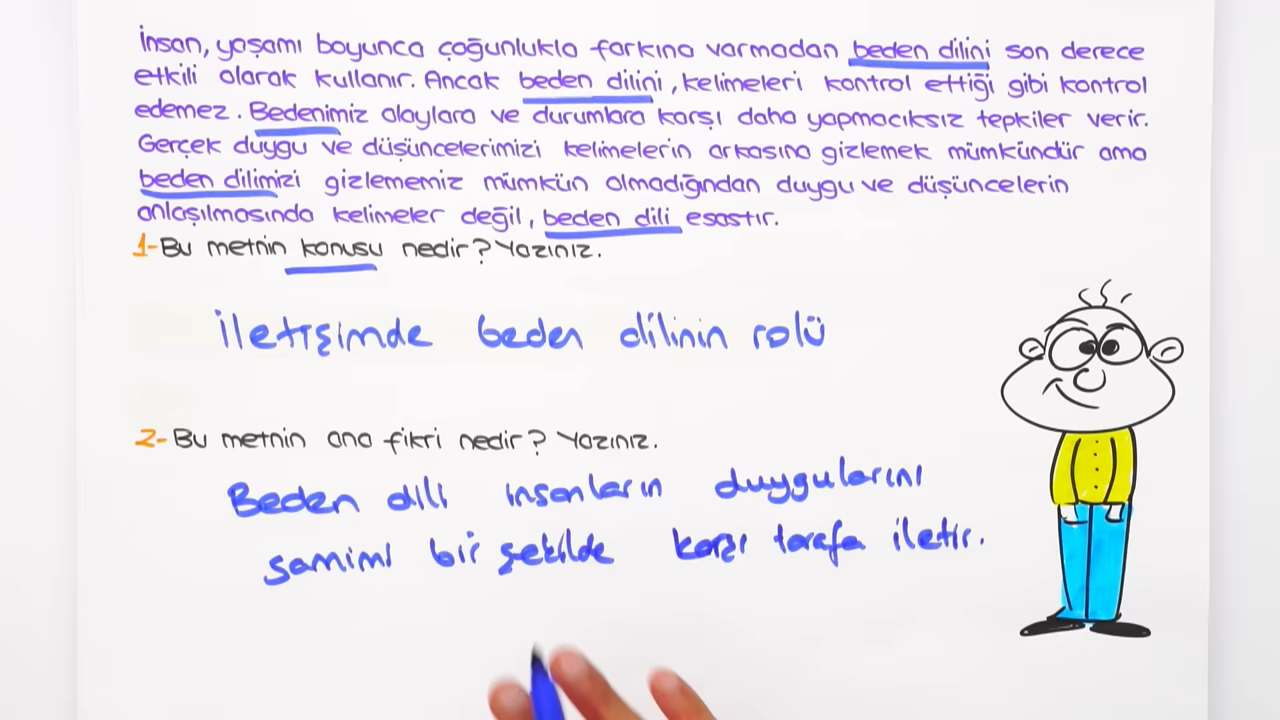 İnsan, yaşamı boyunca çoğunlukla farkına varmadan beden dilini son derece
etkili olarak kullanır. Ancak beden dilini, kelimeleri kontrol ettiği gibi kontrol
edemez. Bedenimiz olaylara ve durumlara karşı daha yapmacıksız tepkiler verir.
Gerçek duygu ve düşüncelerimizi kelimelerin arkasına gizlemek mümkündür ama
beden dilimizi gizlememiz mümkün olmadığından duygu ve düşüncelerin
anlaşılmasında kelimeler değil, beden dili esastır.
1-Bu metnin konusu nedir? Yazınız.
İletişimde beden dilinin rolü
2-Bu metnin ana fikri nedir? Yazınız.
Beden dili insanların duygularını
samimi bir şekilde karşı tarafa iletir.